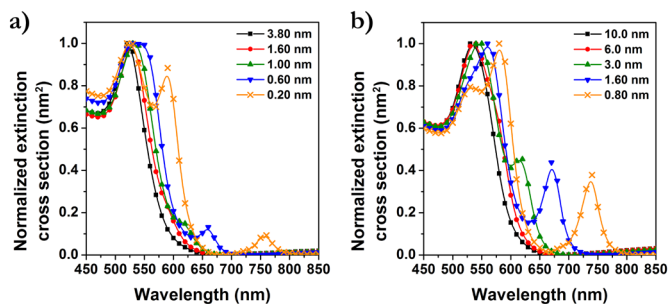 a)
Normalized extinction
cross section (nm²)
1.0
0.8
0.6
0.4
0.2
0.0
3.80 nm
1.60 nm
1.00 nm
0.60 nm
0.20 nm
450 500 550 600 650 700 750 800 850
Wavelength (nm)
b)
Normalized extinction
cross section (nm²)
1.0
0.8
0.6
0.4
0.2
0.0
10.0 nm
6.0 nm
3.0 nm
1.60 nm
0.80 nm
450 500 550 600 650 700 750 800 850
Wavelength (nm)